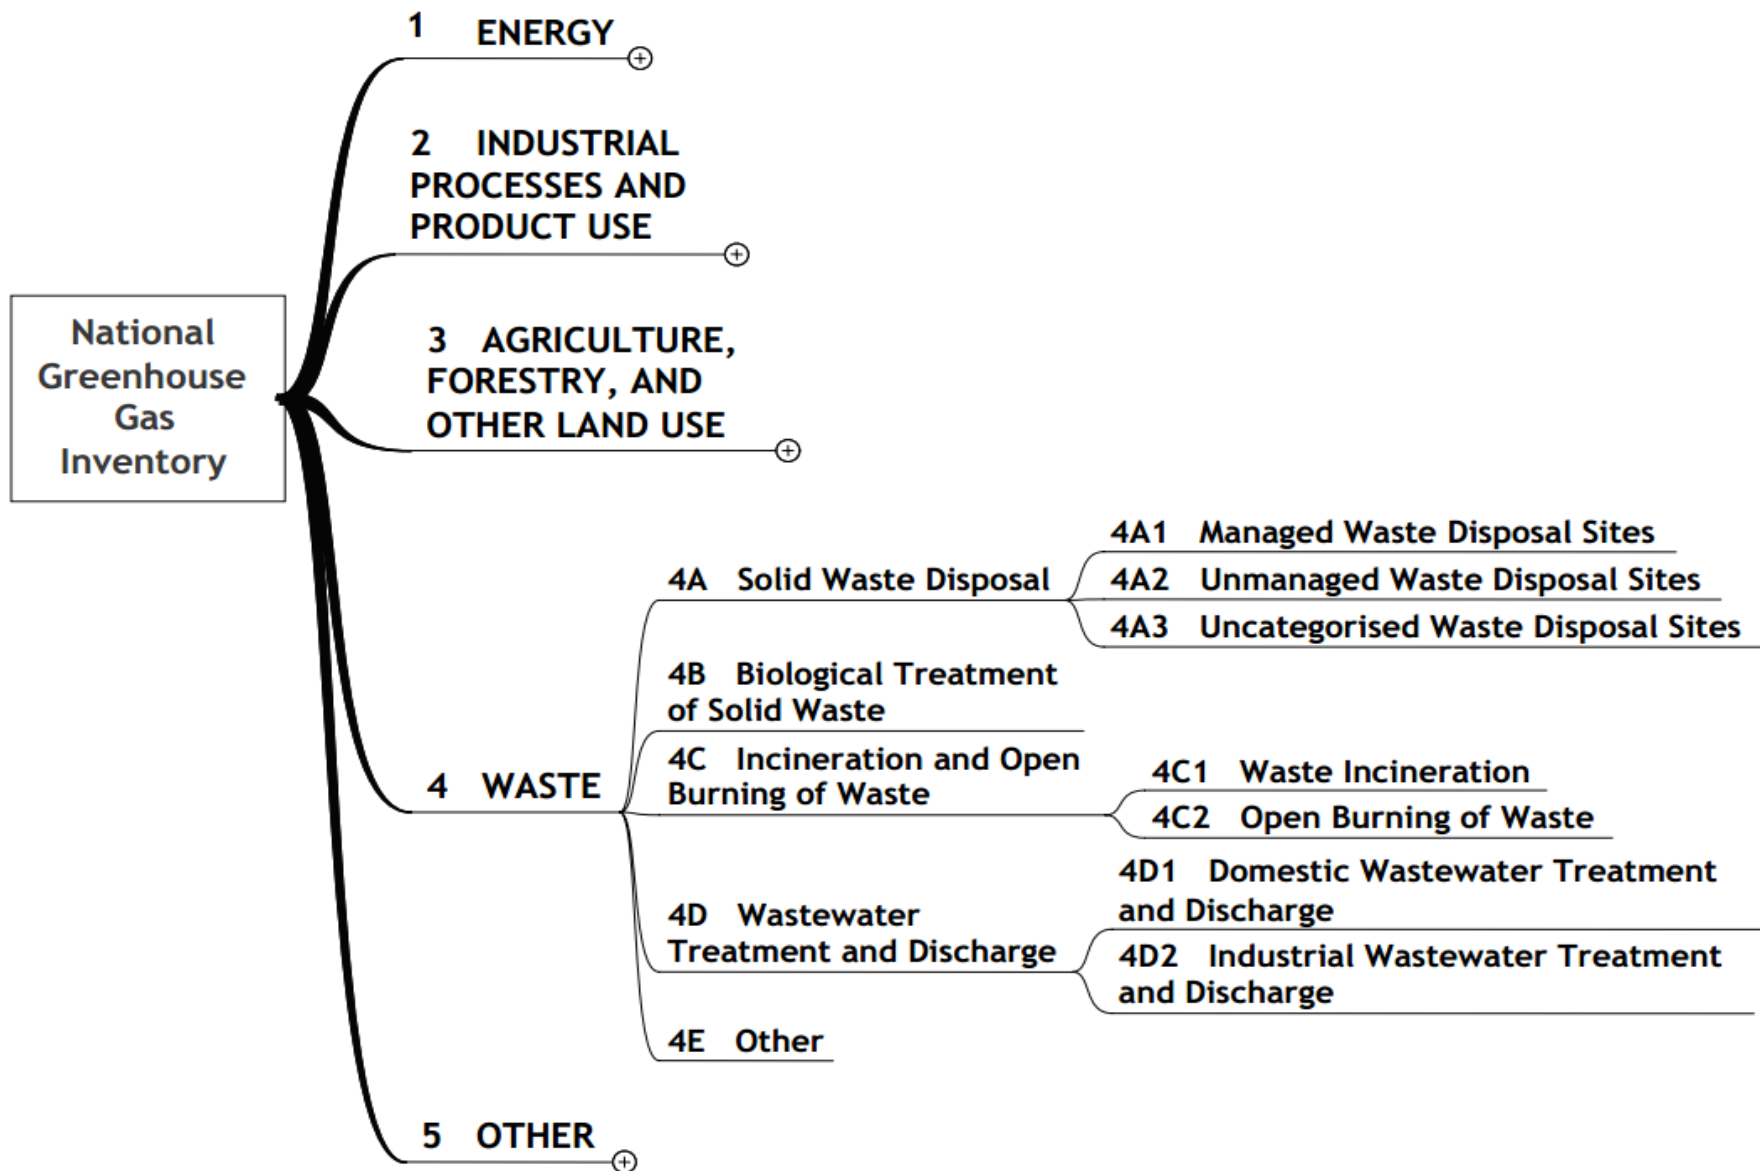 National
Greenhouse
Gas
Inventory
1 ENERGY
2 INDUSTRIAL
PROCESSES AND
PRODUCT USE
3 AGRICULTURE,
FORESTRY, AND
OTHER LAND USE
4 WASTE
4A Solid Waste Disposal
4A1 Managed Waste Disposal Sites
4A2 Unmanaged Waste Disposal Sites
4A3 Uncategorised Waste Disposal Sites
4B Biological Treatment
of Solid Waste
4C Incineration and Open
Burning of Waste
4C1 Waste Incineration
4C2 Open Burning of Waste
4D Wastewater
Treatment and Discharge
4D1 Domestic Wastewater Treatment
and Discharge
4D2 Industrial Wastewater Treatment
and Discharge
4E Other
5 OTHER